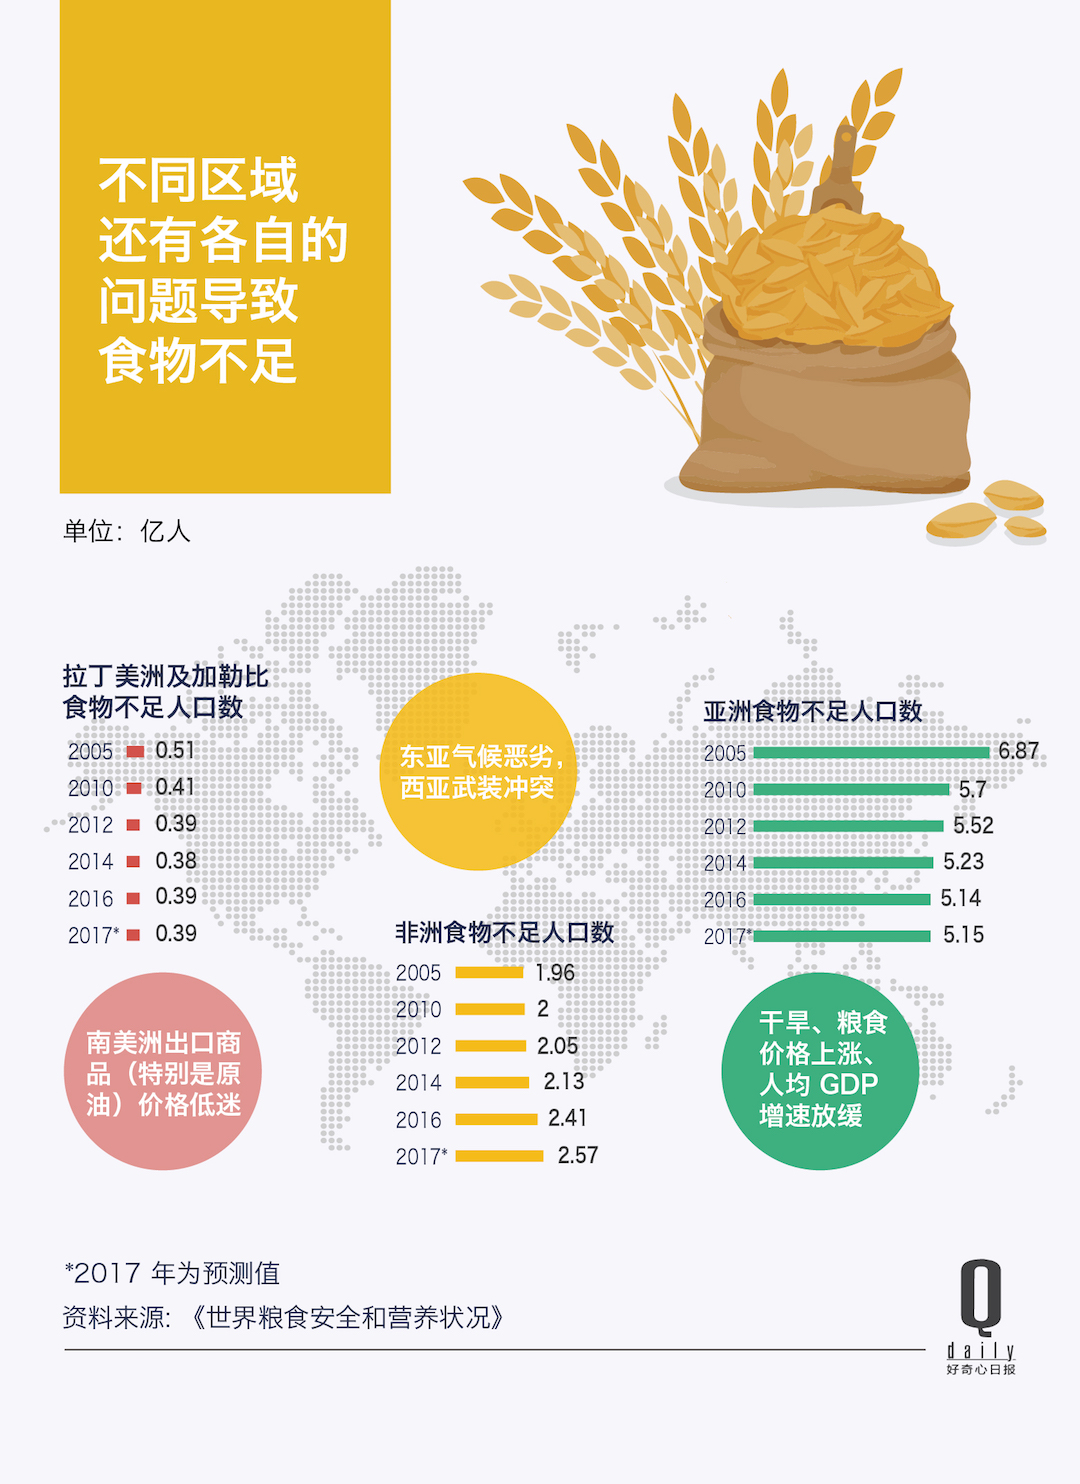 不同区域
还有各自的
问题导致
食物不足
单位：亿人
拉丁美洲及加勒比
食物不足人口数
2005 0.51
2010 0.41
2012 0.39
2014 0.38
2016 0.39
2017* 0.39
南美洲出口商
品（特别是原
油）价格低迷
东亚气候恶劣,
西亚武装冲突
非洲食物不足人口数
2005 1.96
2010 2
2012 2.05
2014 2.13
2016 2.41
2017* 2.57
亚洲食物不足人口数
2005 6.87
2010 5.7
2012 5.52
2014 5.23
2016 5.14
2017* 5.15
干旱、粮食
价格上涨、
人均 GDP
增速放缓
*2017 年为预测值
资料来源: 《世界粮食安全和营养状况》
Q
daily
好奇心日报